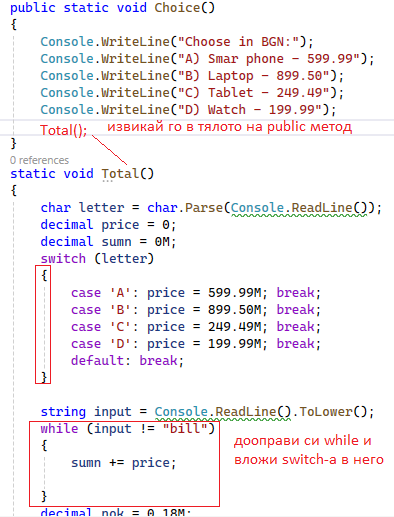 public static void Choice()
{
Console.WriteLine("Choose in BGN:");
Console.WriteLine("A) Smar phone - 599.99");
Console.WriteLine("B) Laptop - 899.50");
Console.WriteLine("C) Tablet - 249.49");
Console.WriteLine("D) Watch - 199.99");
Total(); извикай го в тялото на public метод
}
0 references
static void Total()
{
char letter = char.Parse(Console.ReadLine());
decimal price = 0;
decimal sumn = 0M;
switch (letter)
{
case 'A': price = 599.99M; break;
case 'B': price = 899.50M; break;
case 'C': price = 249.49M; break;
case 'D': price = 199.99M; break;
default: break;
}
string input = Console.ReadLine().ToLower();
while (input != "bill") дооправи си while и
{ вложи switch-а в него
sumn += price;
}
decimal nok = 0.18M;